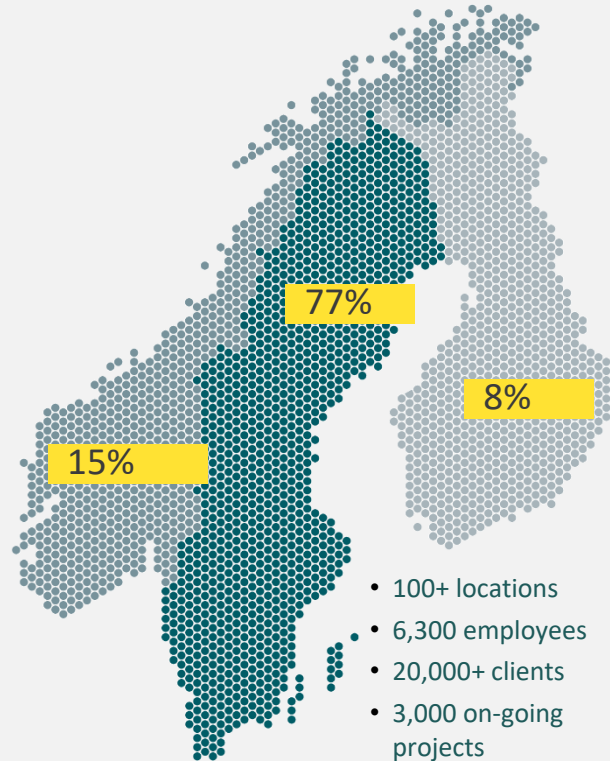 77%
8%
15%
• 100+ locations
• 6,300 employees
• 20,000+ clients
• 3,000 on-going
projects